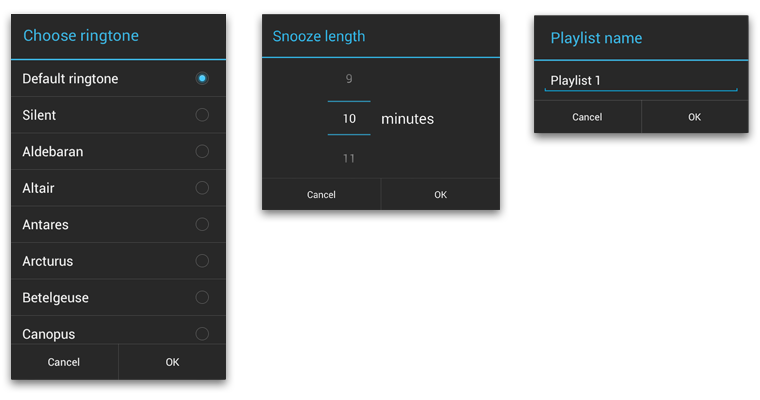 Choose ringtone
Default ringtone
Silent
Aldebaran
Altair
Antares
Arcturus
Betelgeuse
Canopus
Cancel OK
Snooze length
9
10 minutes
11
Cancel OK
Playlist name
Playlist 1
Cancel OK